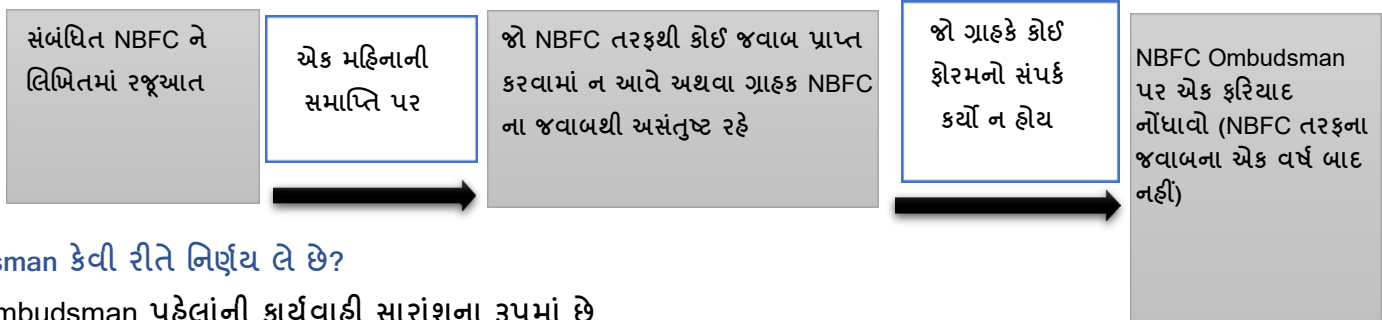 સંબંધિત NBFC ને
લિખિતમાં રજૂઆત
એક મહિનાની
સમાપ્તિ પર
જો NBFC તરફથી કોઈ જવાબ પ્રાપ્ત
કરવામાં ન આવે અથવા ગ્રાહક NBFC
ના જવાબથી અસંતુષ્ટ રહે
જો ગ્રાહકે કોઈ
ફોરમનો સંપર્ક
કર્યો ન હોય
NBFC Ombudsman
પર એક ફરિયાદ
નોંધાવો (NBFC તરફના
જવાબના એક વર્ષ બાદ
નહીં)
sman કેવી રીતે નિર્ણય લે છે?
mbudsman પહેલાંની કાર્યવાહી સારાંશના રૂપમાં છે